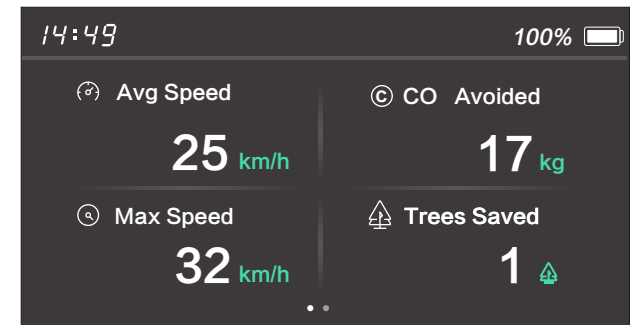 14:49 100%
Avg Speed
25 km/h
© CO Avoided
17 kg
Max Speed
32 km/h
Trees Saved
1